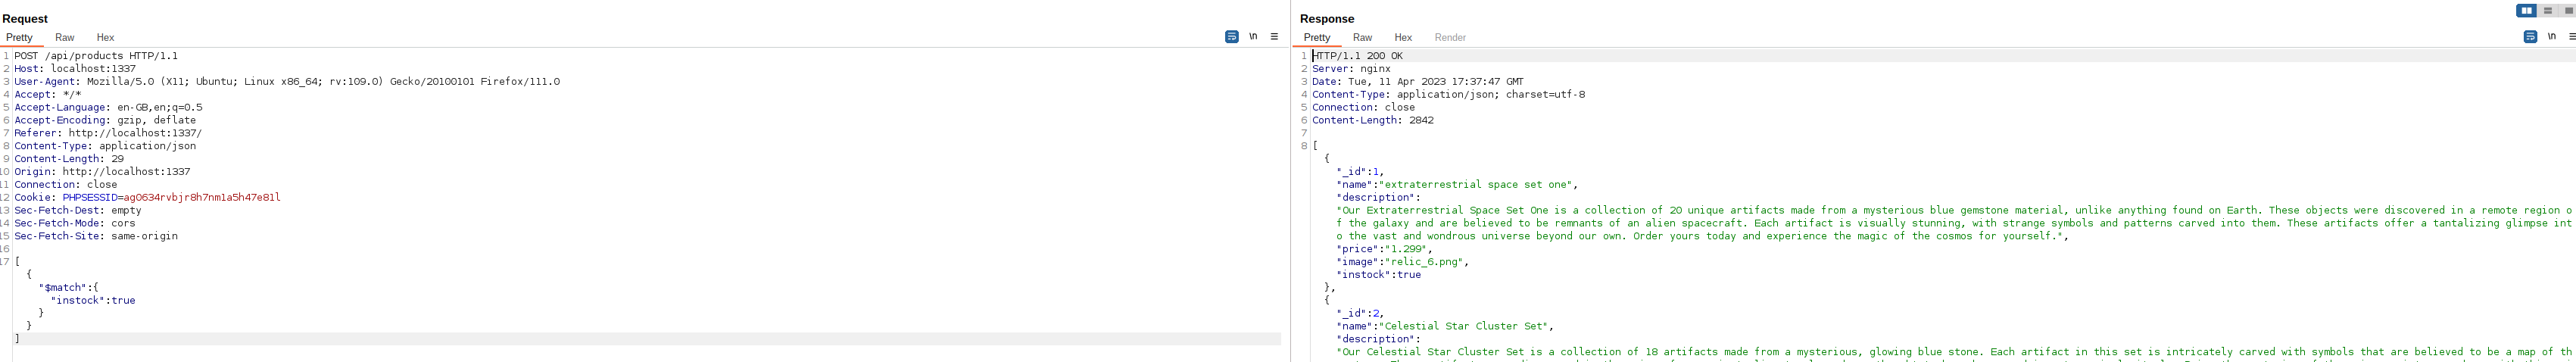 Request
Pretty Raw Hex
\n
1 POST /api/products HTTP/1.1
2 Host: localhost:1337
3 User-Agent: Mozilla/5.0 (X11; Ubuntu; Linux x86_64; rv:109.0) Gecko/20100101 Firefox/111.0
4 Accept: */*
5 Accept-Language: en-GB,en;q=0.5
6 Accept-Encoding: gzip, deflate
7 Referer: http://localhost:1337/
8 Content-Type: application/json
9 Content-Length: 29
10 Origin: http://localhost:1337
11 Connection: close
12 Cookie: PHPSESSID=ag0634rvbjr8h7nm1a5h47e81l
13 Sec-Fetch-Dest: empty
14 Sec-Fetch-Mode: cors
15 Sec-Fetch-Site: same-origin
16
17 [
{
"$match":{
"instock":true
}
}
]
Response
Pretty Raw Hex Render
\n
1 HTTP/1.1 200 OK
2 Server: nginx
3 Date: Tue, 11 Apr 2023 17:37:47 GMT
4 Content-Type: application/json; charset=utf-8
5 Connection: close
6 Content-Length: 2842
7
8 [
{
"_id":1,
"name":"extraterrestrial space set one",
"description":
"Our Extraterrestrial Space Set One is a collection of 20 unique artifacts made from a mysterious blue gemstone material, unlike anything found on Earth. These objects were discovered in a remote region o
f the galaxy and are believed to be remnants of an alien spacecraft. Each artifact is visually stunning, with strange symbols and patterns carved into them. These artifacts offer a tantalizing glimpse int
o the vast and wondrous universe beyond our own. Order yours today and experience the magic of the cosmos for yourself.",
"price":"1.299",
"image":"relic_6.png",
"instock":true
},
{
"_id":2,
"name":"Celestial Star Cluster Set",
"description":
"Our Celestial Star Cluster Set is a collection of 18 artifacts made from a mysterious, glowing blue stone. Each artifact in this set is intricately carved with symbols that are believed to be a map of th